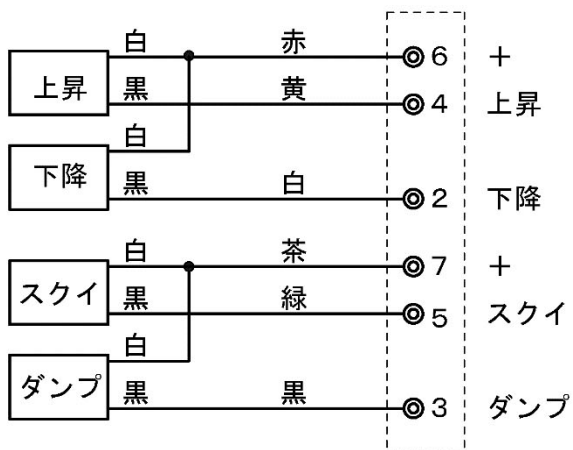 白 赤 6 +
上昇 黒 黄 4 上昇
白
下降 黒 白 2 下降
白 茶 7 +
スクイ 黒 緑 5 スクイ
白
ダンプ 黒 黒 3 ダンプ